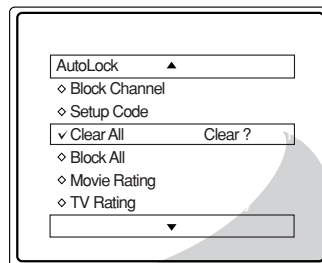 AutoLock
Block Channel
Setup Code
Clear All Clear ?
Block All
Movie Rating
TV Rating